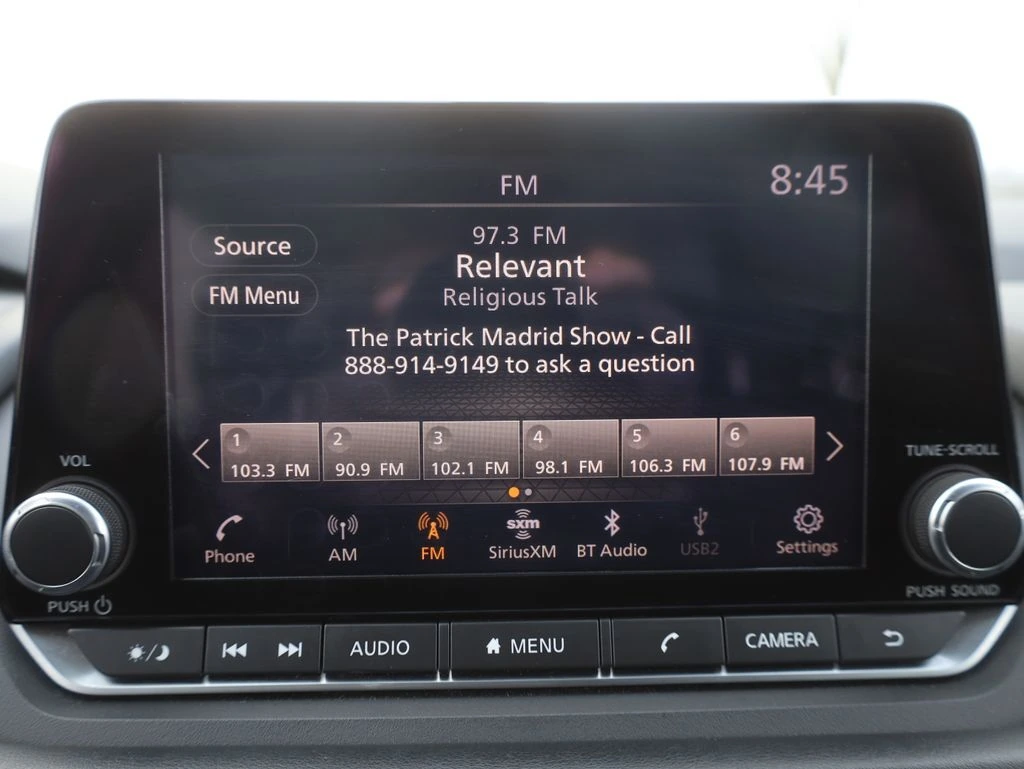 FM
8:45
Source
97.3 FM
Relevant
FM Menu
Religious Talk
The Patrick Madrid Show - Call
888-914-9149 to ask a question
1
2
3
4
5
6
103.3 FM
90.9 FM
102.1 FM
98.1 FM
106.3 FM
107.9 FM
VOL
TUNE·SCROLL
Phone
AM
FM
sxm
SiriusXM
BT Audio
USB2
Settings
PUSH
PUSH SOUND
AUDIO
MENU
CAMERA